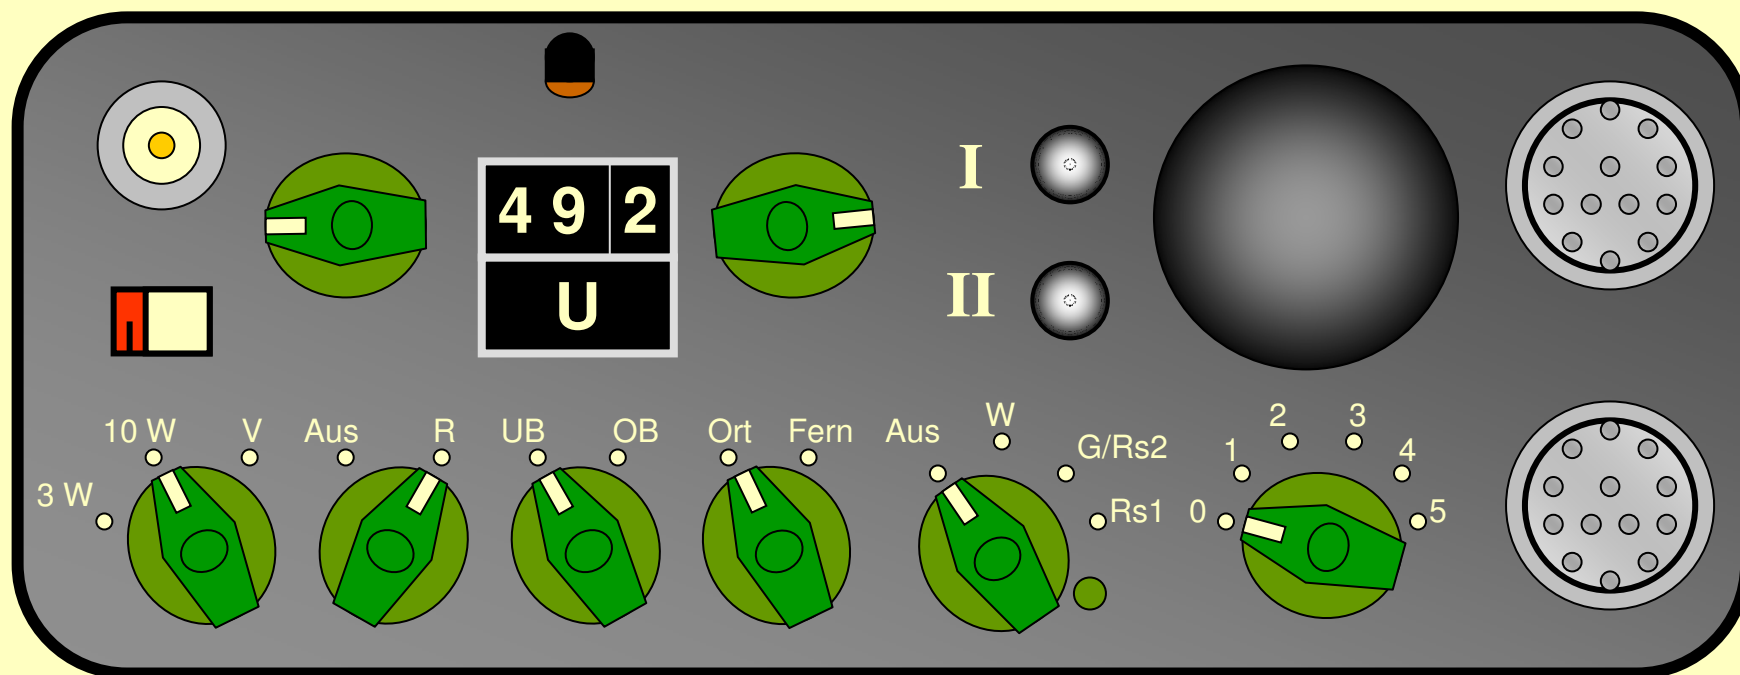 I
4 9 2
II
U
10 W V Aus R UB OB Ort Fern Aus W G/Rs2 2 3
3 W Rs1 0 1 4 5